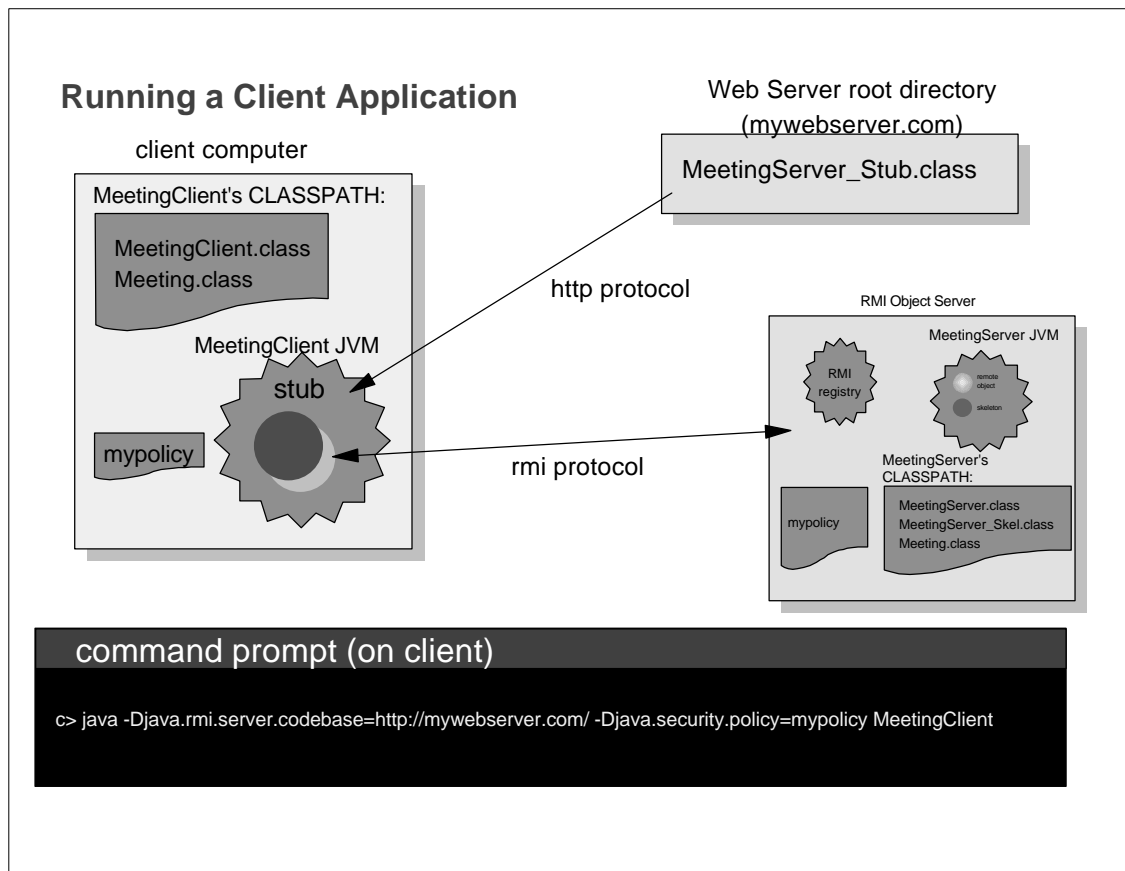 Running a Client Application
Web Server root directory
(mywebserver.com)
MeetingServer_Stub.class
client computer
MeetingClient's CLASSPATH:
MeetingClient.class
Meeting.class
http protocol
MeetingClient JVM
stub
mypolicy
rmi protocol
RMI Object Server
MeetingServer JVM
RMI
registry
remote
object
skeleton
MeetingServer's
CLASSPATH:
mypolicy
MeetingServer.class
MeetingServer_Skel.class
Meeting.class
command prompt (on client)
c> java -Djava.rmi.server.codebase=http://mywebserver.com/ -Djava.security.policy=mypolicy MeetingClient